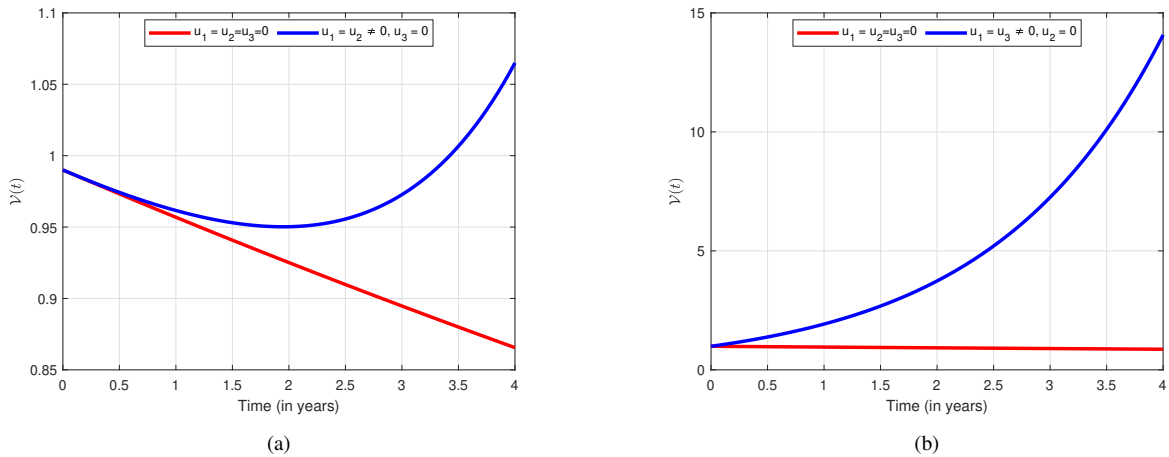 1.1
1.05
1
0.95
0.9
0.85
V(t)
u1 = u2=u3=0
u1 = u2 ≠ 0, u3 = 0
0 0.5 1 1.5 2 2.5 3 3.5 4
Time (in years)
(a)
15
10
5
0
V(t)
u1 = u2=u3=0
u1 = u3 ≠ 0, u2 = 0
0 0.5 1 1.5 2 2.5 3 3.5 4
Time (in years)
(b)